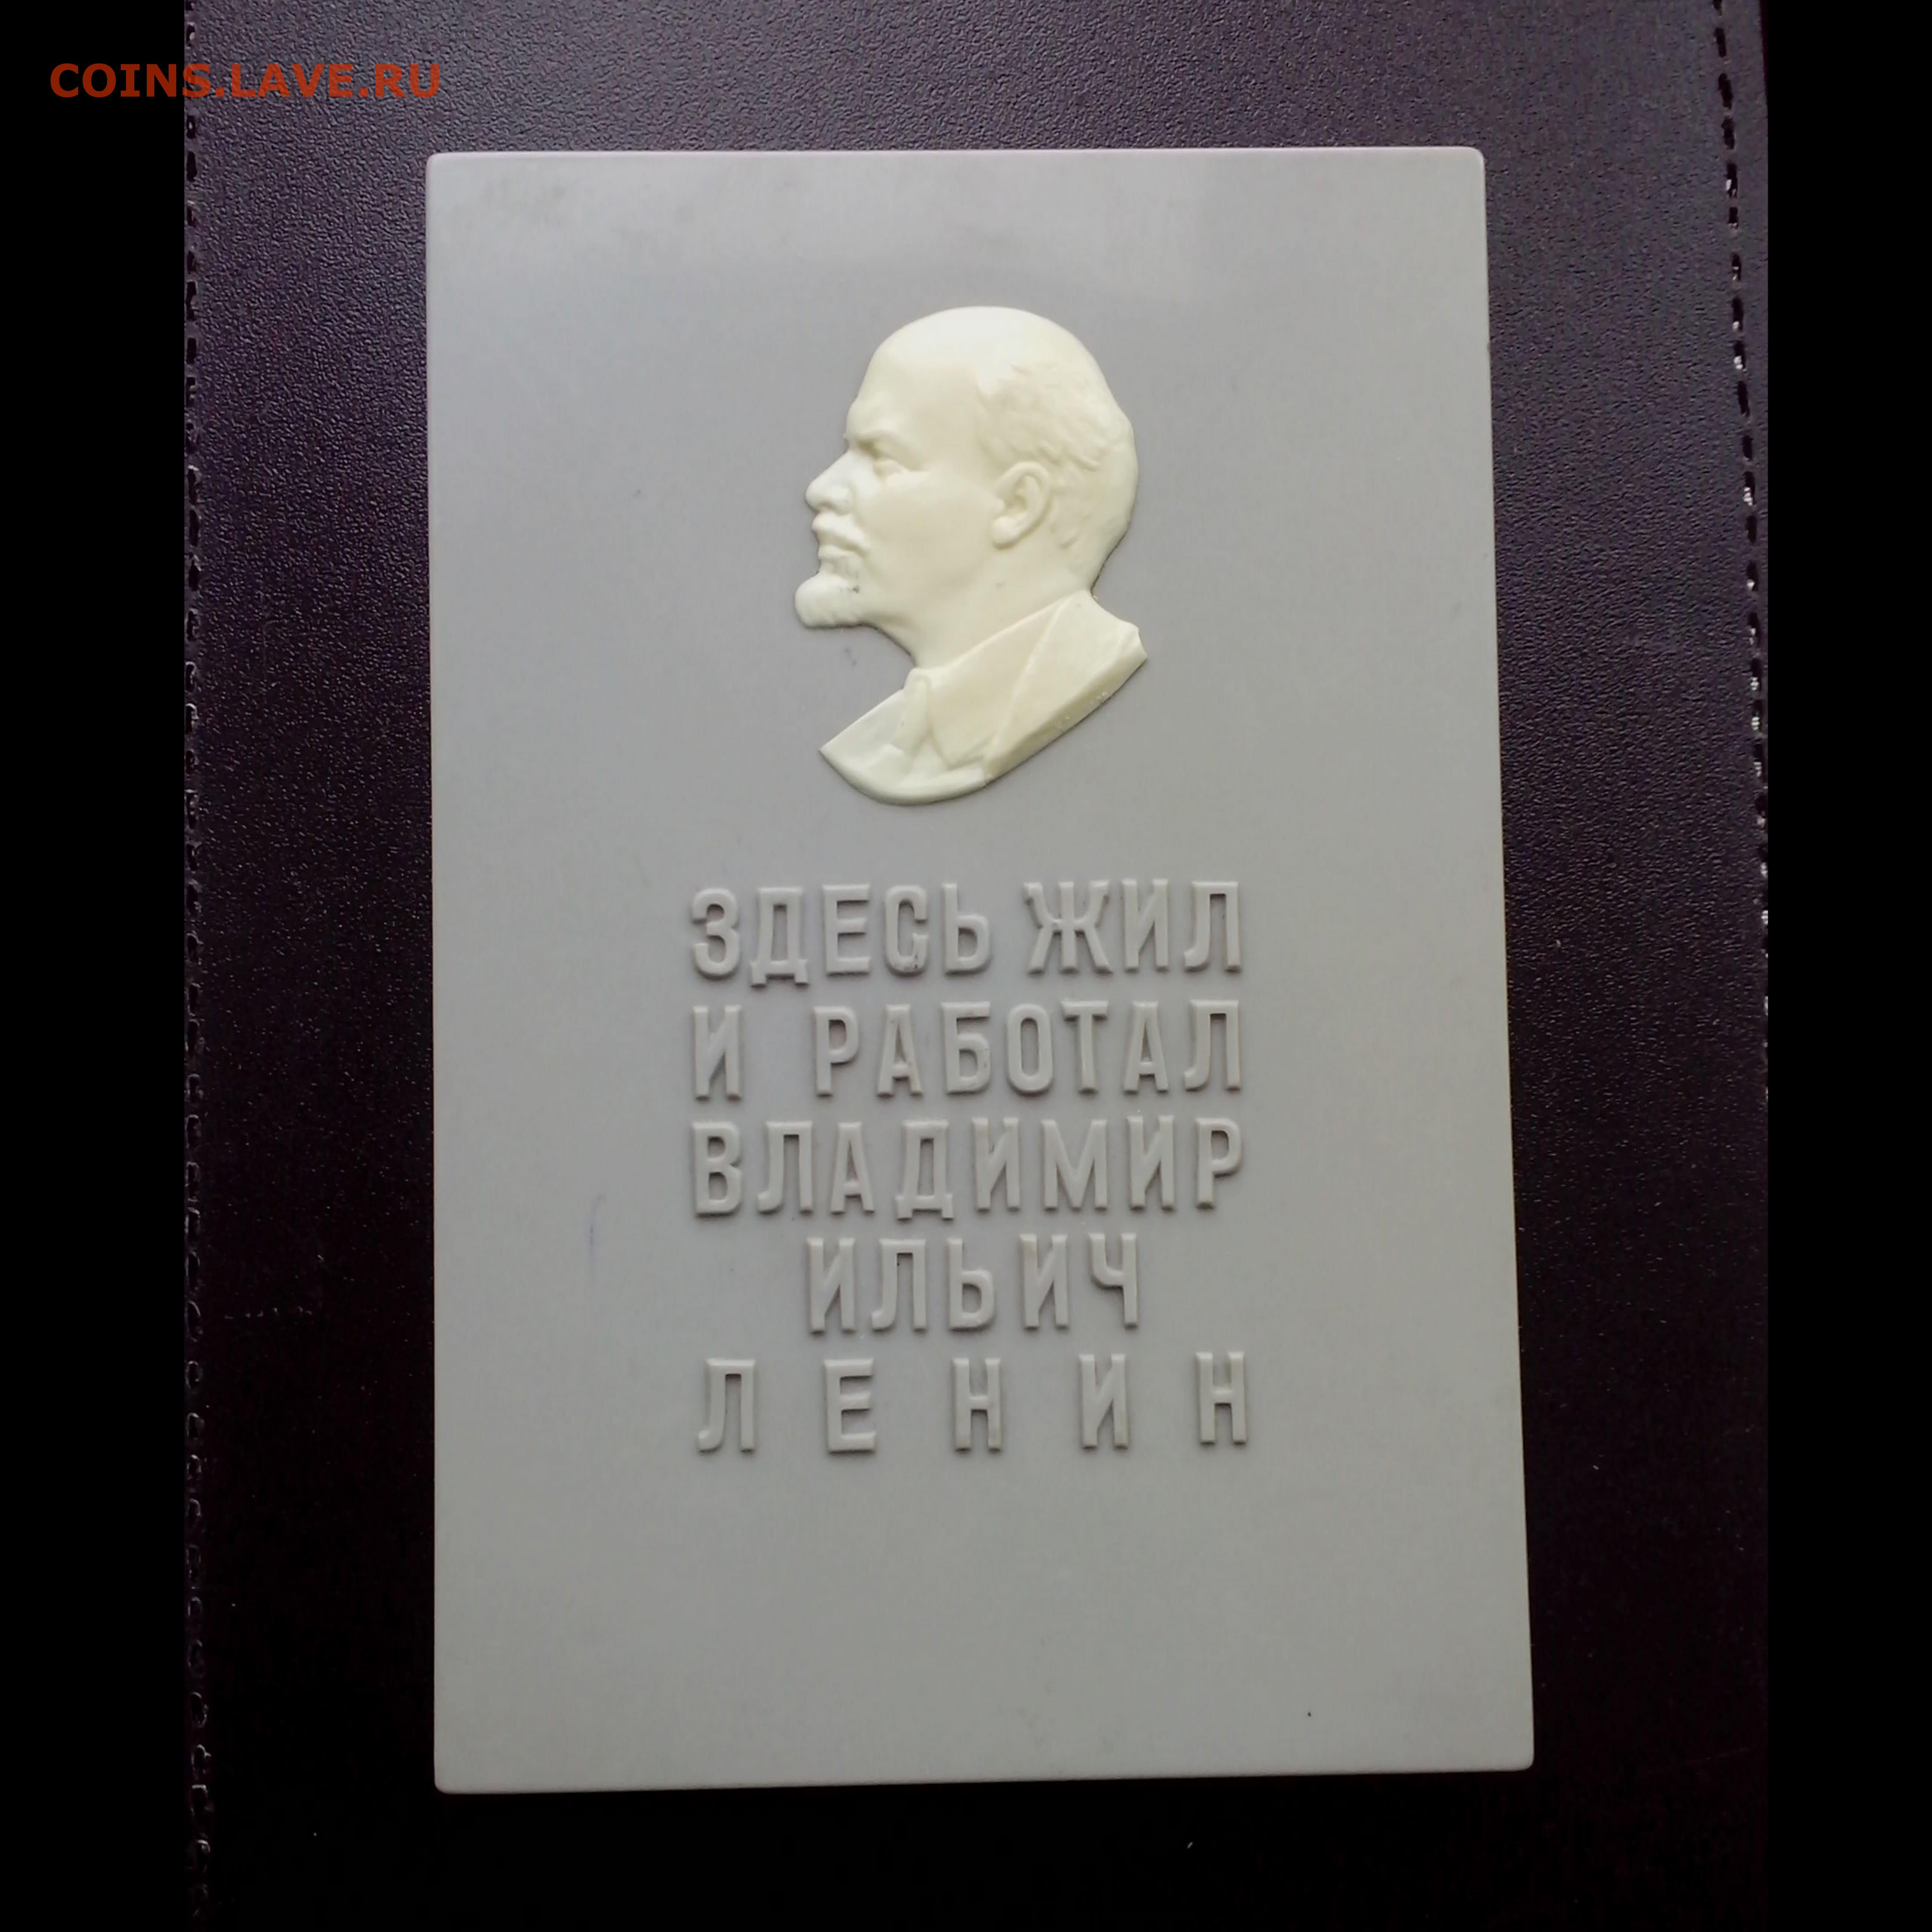 COINS.LAVE.RU
ЗДЕСЬ ЖИЛ
И РАБОТАЛ
ВЛАДИМИР
ИЛЬИЧ
ЛЕНИН